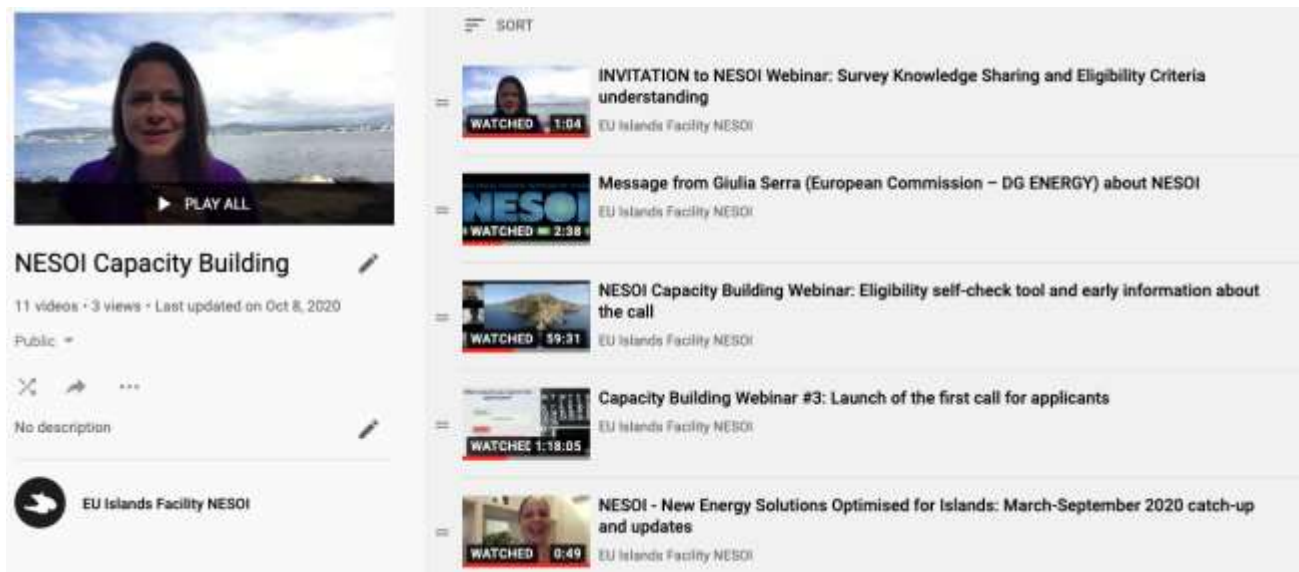 PLAY ALL
NESOI Capacity Building
11 videos • 3 views • Last updated on Oct 8, 2020
Public
No description
EU Islands Facility NESOI
SORT
INVITATION to NESOI Webinar: Survey Knowledge Sharing and Eligibility Criteria
understanding
WATCHED 1:04
EU Islands Facility NESOI
Message from Giulia Serra (European Commission – DG ENERGY) about NESOI
NESOI
EU Islands Facility NESOI
WATCHED 2:38
NESOI Capacity Building Webinar: Eligibility self-check tool and early information about
the call
WATCHED 59:31
EU Islands Facility NESOI
Capacity Building Webinar #3: Launch of the first call for applicants
EU Islands Facility NESOI
WATCHED 1:18:05
NESOI - New Energy Solutions Optimised for Islands: March-September 2020 catch-up
and updates
WATCHED 0:49
EU Islands Facility NESOI